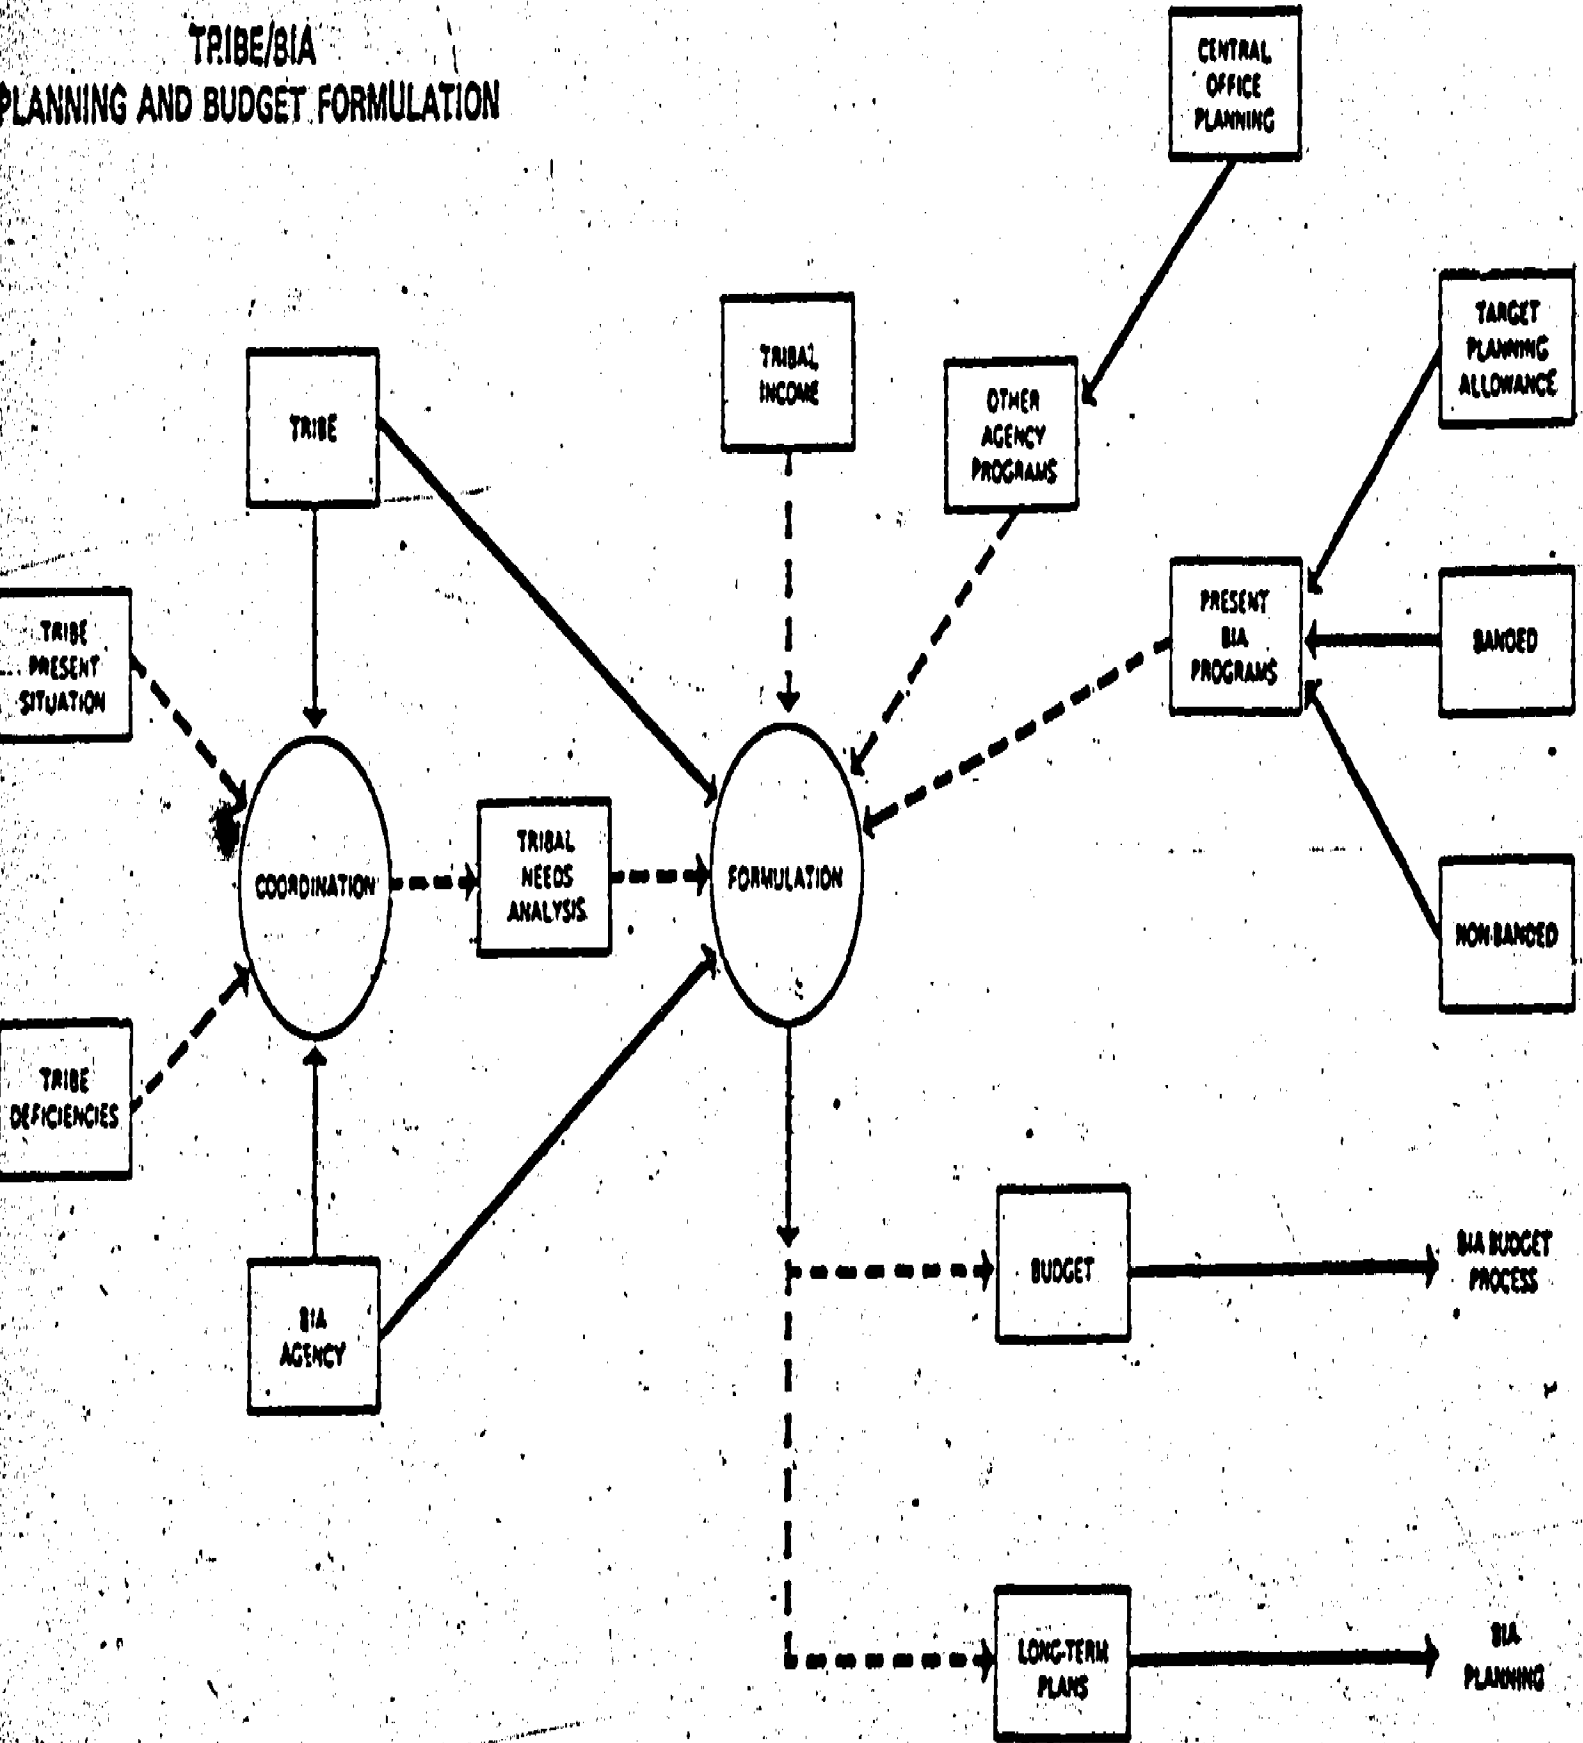 TRIBE/BIA
PLANNING AND BUDGET FORMULATION
CENTRAL
OFFICE
PLANNING
TARGET
PLANNING
ALLOWANCE
TRIBAL
INCOME
OTHER
AGENCY
PROGRAMS
TRIBE
TRIBE
PRESENT
SITUATION
PRESENT
BIA
PROGRAMS
BANDED
COORDINATION
TRIBAL
NEEDS
ANALYSIS
FORMULATION
NON-BANDED
TRIBE
DEFICIENCIES
BIA
AGENCY
BUDGET
BIA BUDGET
PROCESS
LONG-TERM
PLANS
BIA
PLANNING